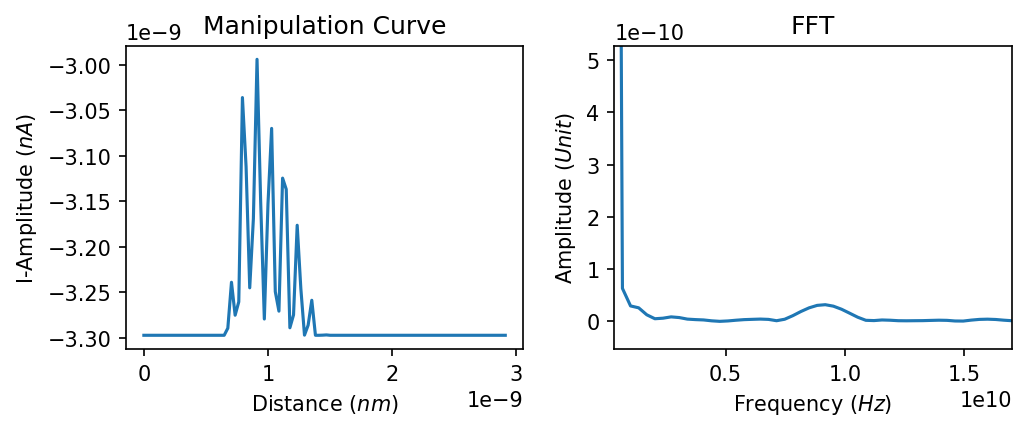 Manipulation Curve
1e−9
−3.00
−3.05
−3.10
−3.15
−3.20
−3.25
−3.30
I-Amplitude (nA)
0 1 2 3
Distance (nm)
1e−9
FFT
1e−10
5
4
3
2
1
0
Amplitude (Unit)
0.5 1.0 1.5
Frequency (Hz)
1e10